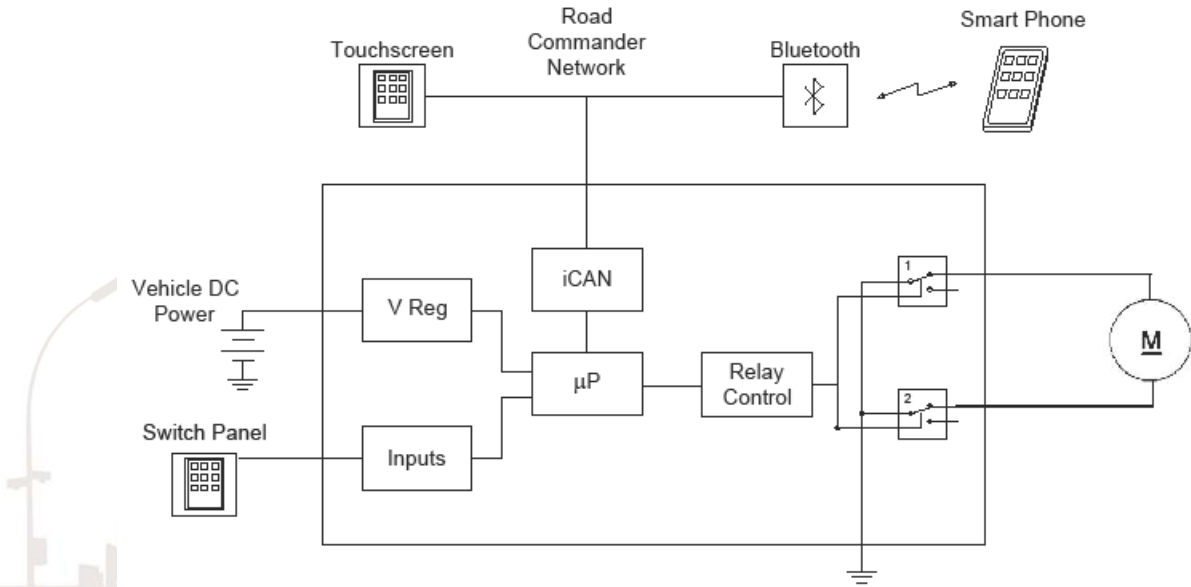 Road
Commander
Network
Smart Phone
Touchscreen
Bluetooth
iCAN
Vehicle DC
Power
V Reg
μP
Relay
Control
Switch Panel
Inputs
1
2
M